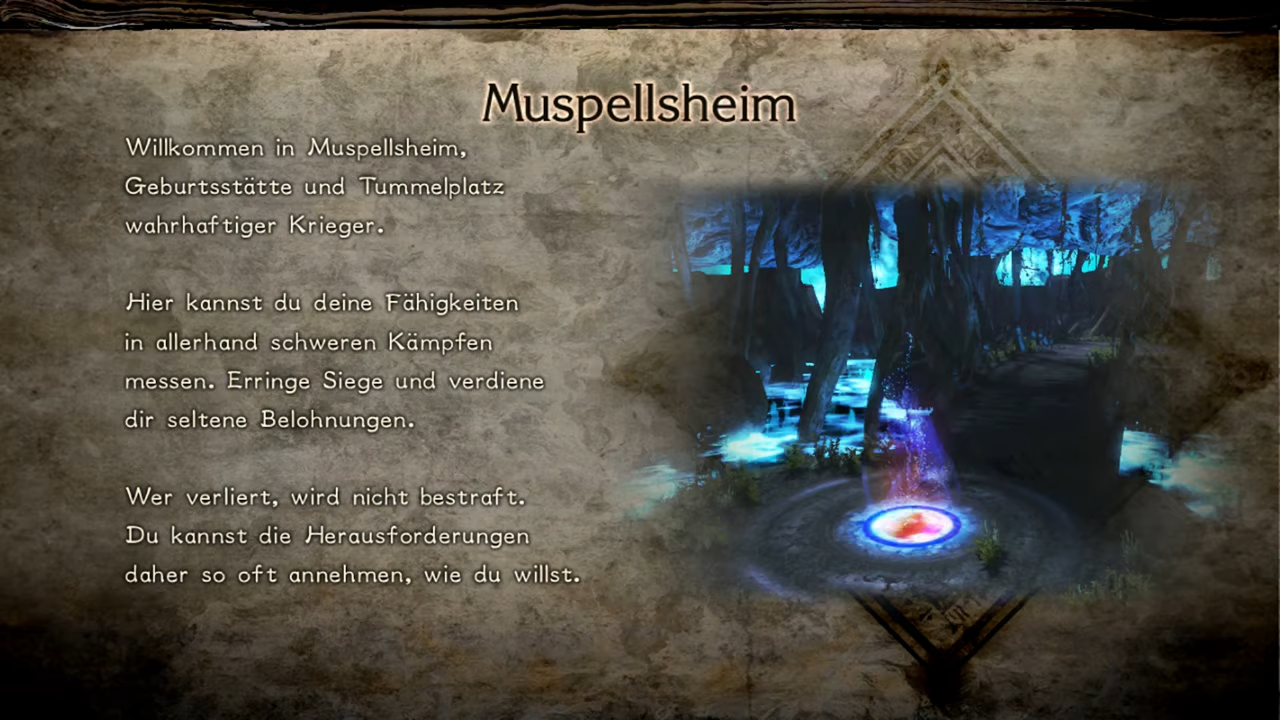 Muspellsheim
Willkommen in Muspellsheim,
Geburtsstätte und Tummelplatz
wahrhaftiger Krieger.
Hier kannst du deine Fähigkeiten
in allerhand schweren Kämpfen
messen. Erringe Siege und verdiene
dir seltene Belohnungen.
Wer verliert, wird nicht bestraft.
Du kannst die Herausforderungen
daher so oft annehmen, wie du willst.